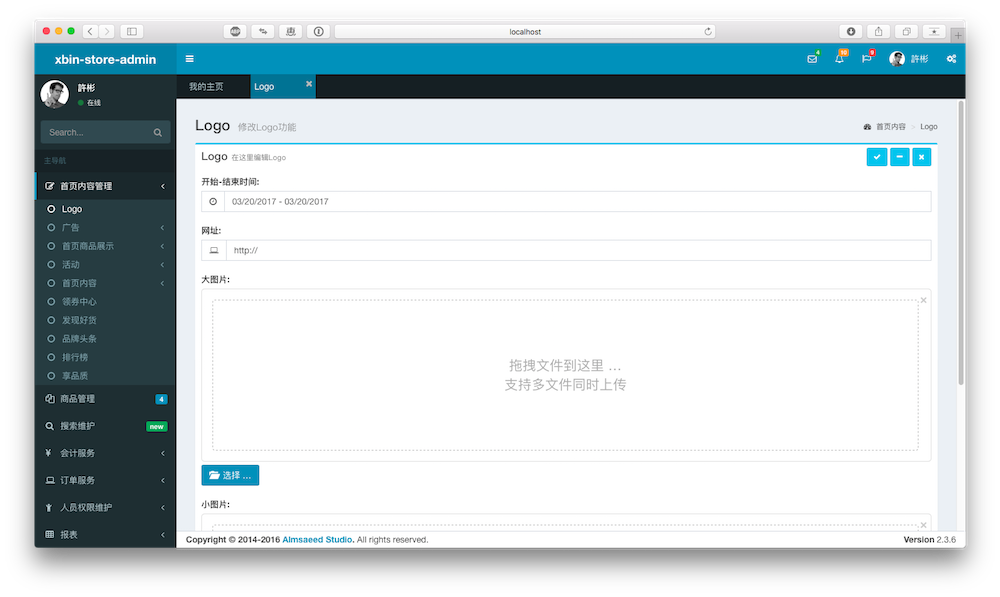 localhost
ABP
xbin-store-admin
4
10
9
許彬
許彬
在线
Search...
主导航
首页内容管理
Logo
广告
首页商品展示
活动
首页内容
领券中心
发现好货
品牌头条
排行榜
享品质
商品管理
4
搜索维护
new
会计服务
订单服务
人员权限维护
报表
我的主页
Logo
Logo 修改Logo功能
首页内容 > Logo
Logo 在这里编辑Logo
开始-结束时间:
03/20/2017 - 03/20/2017
网址:
http://
大图片:
拖拽文件到这里 …
支持多文件同时上传
选择 …
小图片:
Copyright © 2014-2016 Almsaeed Studio. All rights reserved.
Version 2.3.6